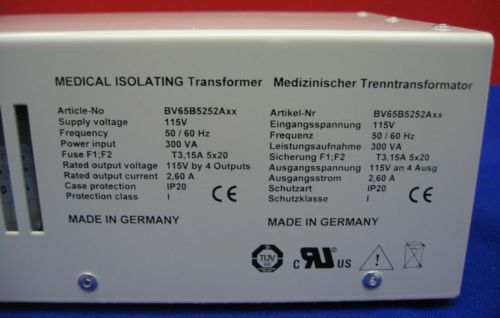 MEDICAL ISOLATING Transformer
Article-No BV65B5252Axx
Supply voltage 115V
Frequency 50 / 60 Hz
Power input 300 VA
Fuse F1;F2 T3,15A 5x20
Rated output voltage 115V by 4 Outputs
Rated output current 2,60 A
Case protection IP20
Protection class I
CE
MADE IN GERMANY
Medizinischer Trenntransformator
Artikel-Nr BV65B5252Axx
Eingangsspannung 115V
Frequenz 50 / 60 Hz
Leistungsaufnahme 300 VA
Sicherung F1;F2 T3,15A 5x20
Ausgangsspannung 115V an 4 Ausg
Ausgangsstrom 2,60 A
Schutzart IP20
Schutzklasse I
CE
MADE IN GERMANY
TÜV
c RU US